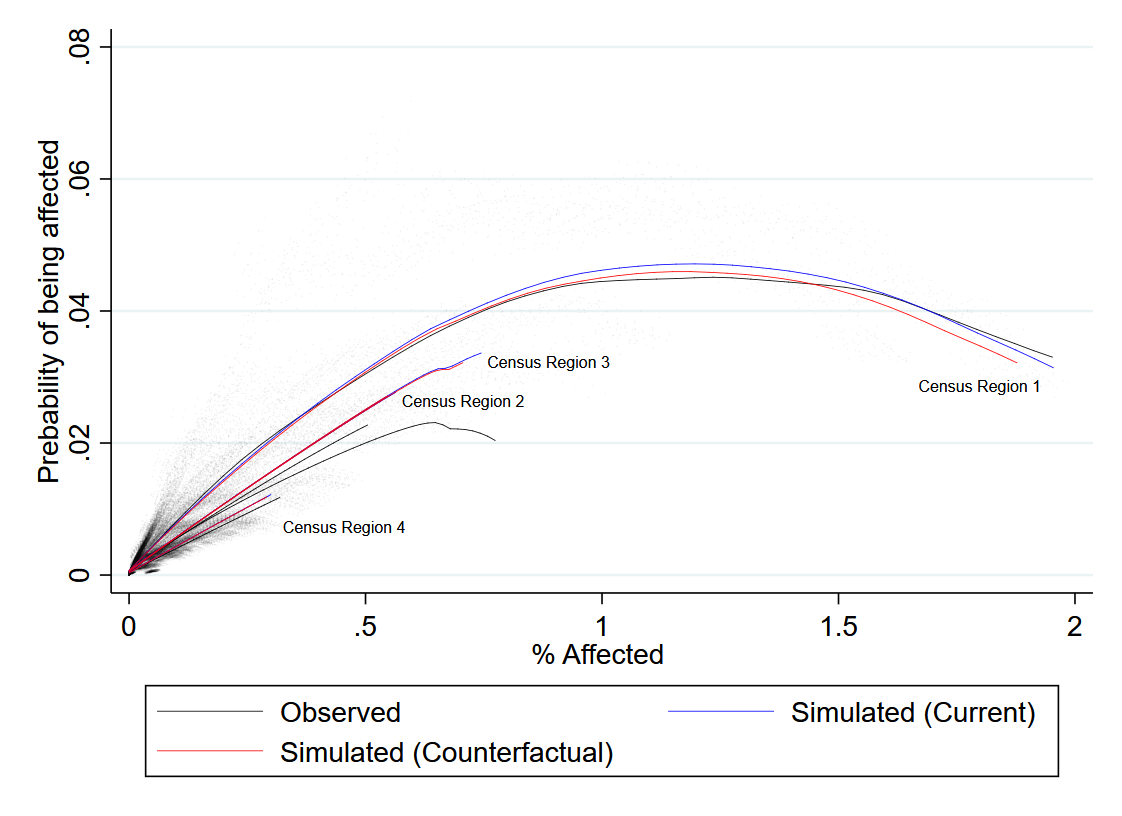 .08
.06
.04
.02
0
Prebability of being affected
Census Region 3
Census Region 1
Census Region 2
Census Region 4
0 .5 1 1.5 2
% Affected
Observed Simulated (Current)
Simulated (Counterfactual)